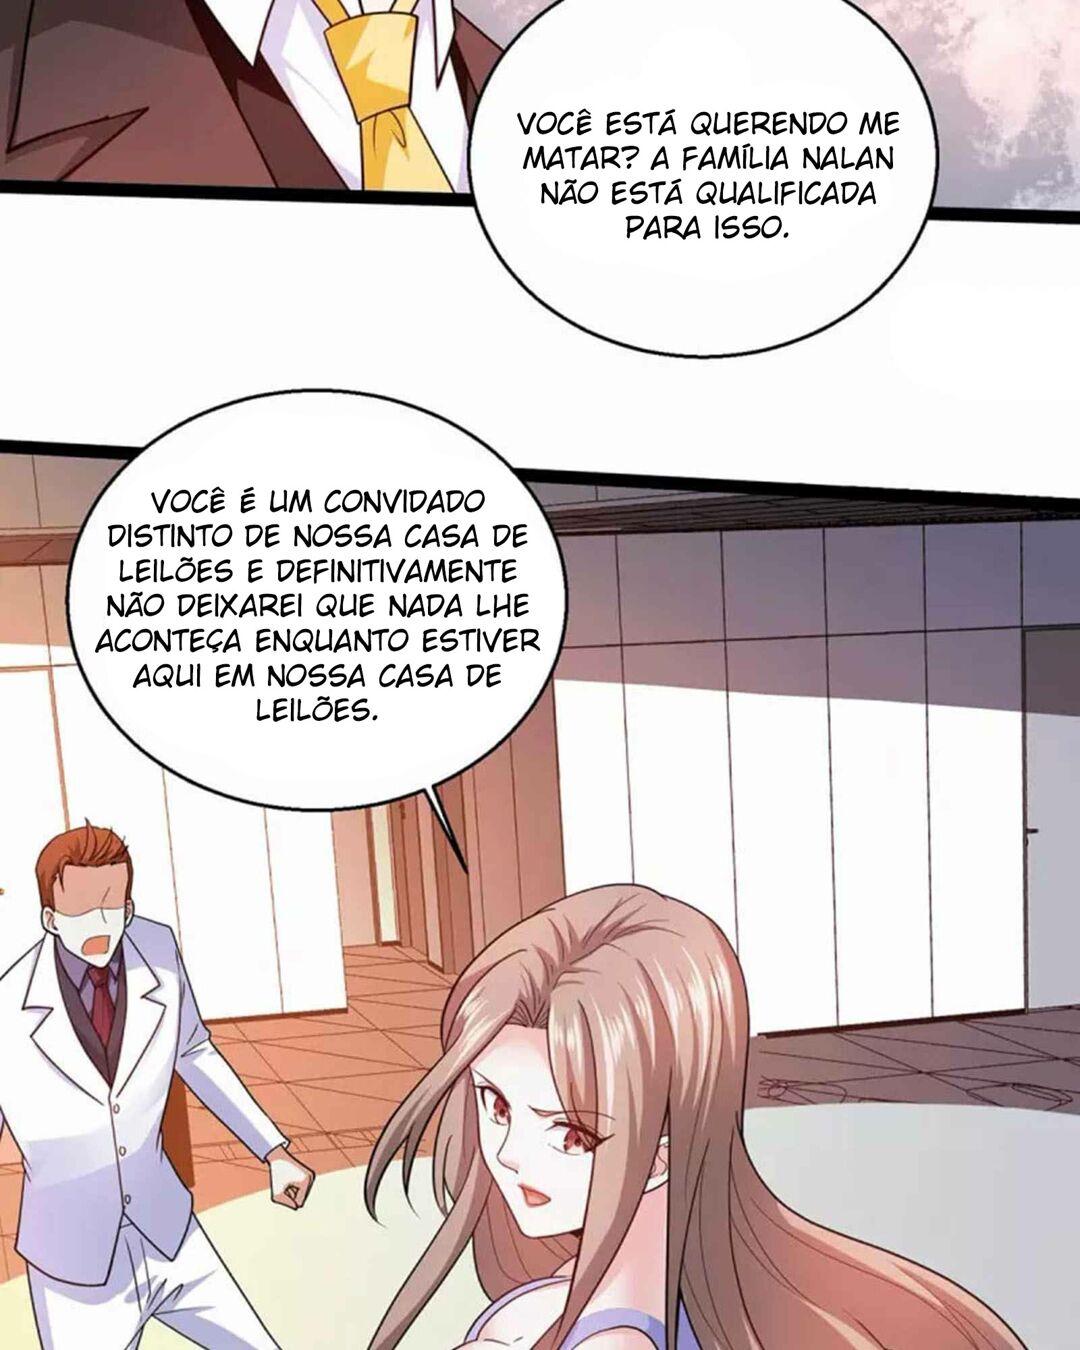 VOCÊ ESTÁ QUERENDO ME
MATAR? A FAMÍLIA NALAN
NÃO ESTÁ QUALIFICADA
PARA ISSO.
VOCÊ É UM CONVIDADO
DISTINTO DE NOSSA CASA DE
LEILÕES E DEFINITIVAMENTE
NÃO DEIXAREI QUE NADA LHE
ACONTEÇA ENQUANTO ESTIVER
AQUI EM NOSSA CASA DE
LEILÕES.